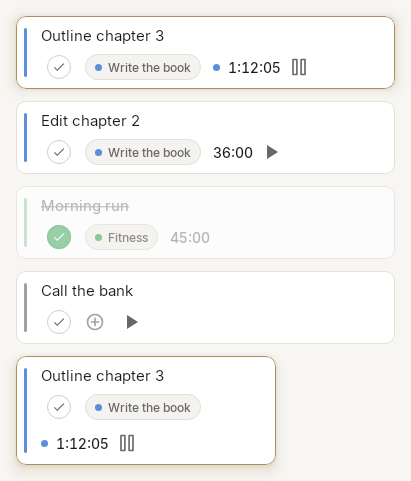 Outline chapter 3
Write the book 1:12:05
Edit chapter 2
Write the book 36:00
Morning run
Fitness 45:00
Call the bank
Outline chapter 3
Write the book
1:12:05